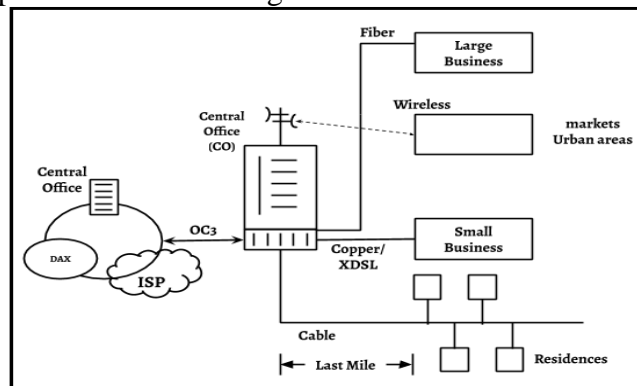 Fiber
Large
Business
Wireless
markets
Urban areas
Central
Office
(CO)
Central
Office
OC3
DAX
ISP
Copper/
XDSL
Small
Business
Cable
Last Mile
Residences